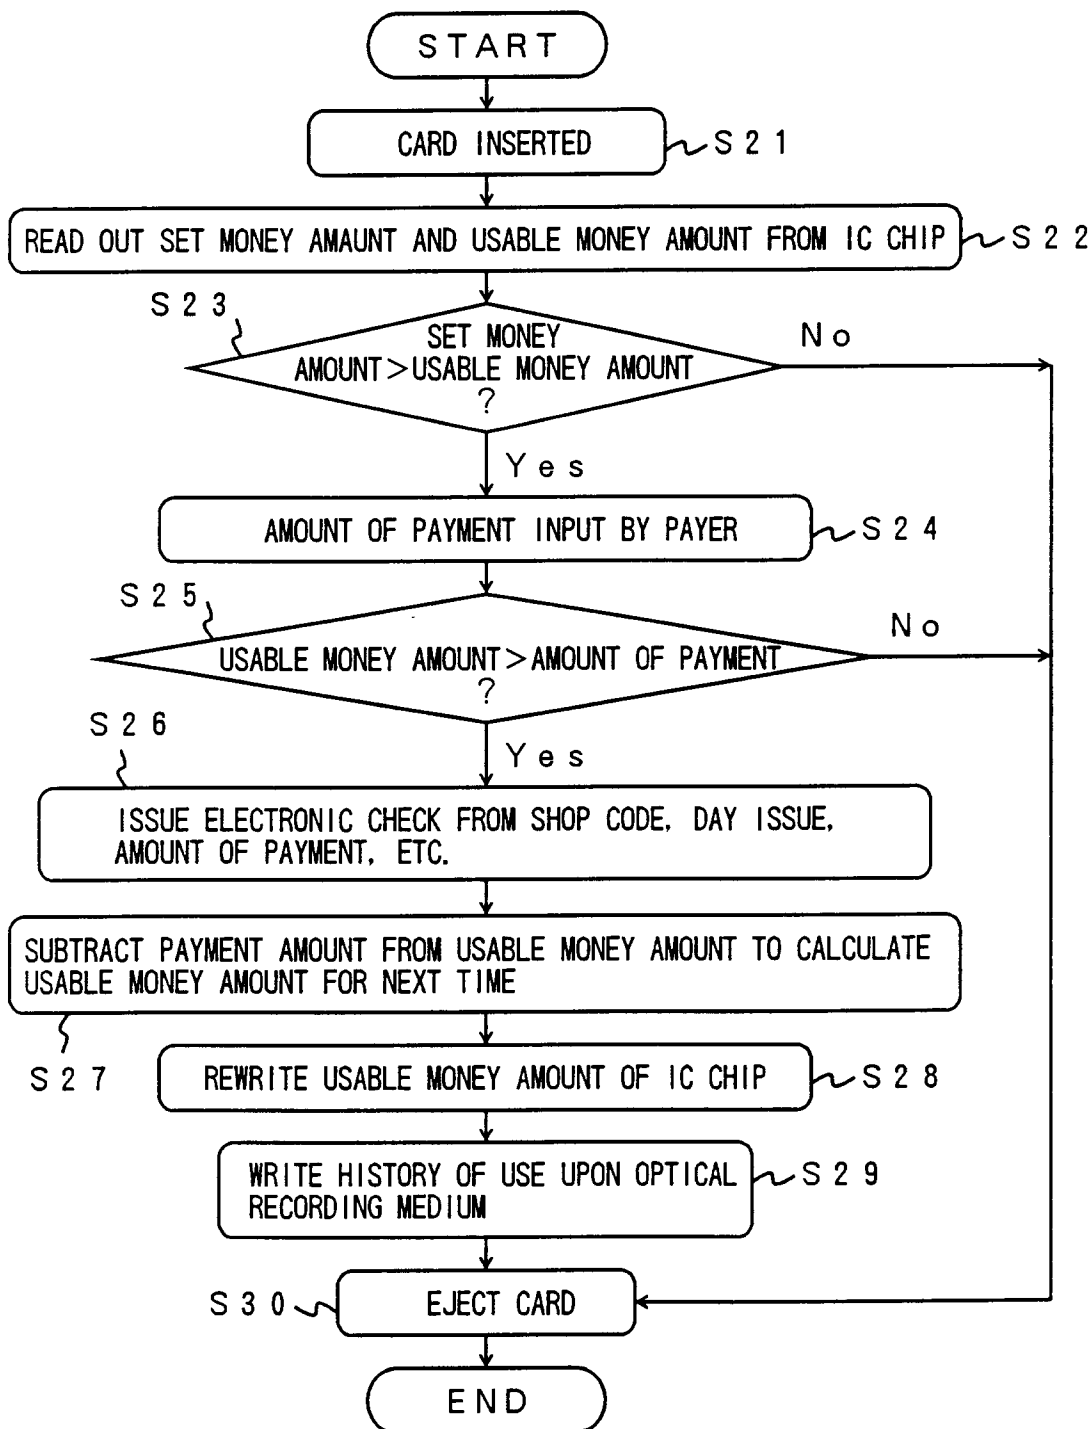 START
CARD INSERTED
S21
READ OUT SET MONEY AMAUNT AND USABLE MONEY AMOUNT FROM IC CHIP
S22
S23
SET MONEY
AMOUNT>USABLE MONEY AMOUNT
?
No
Yes
AMOUNT OF PAYMENT INPUT BY PAYER
S24
S25
USABLE MONEY AMOUNT>AMOUNT OF PAYMENT
?
No
Yes
S26
ISSUE ELECTRONIC CHECK FROM SHOP CODE, DAY ISSUE,
AMOUNT OF PAYMENT, ETC.
SUBTRACT PAYMENT AMOUNT FROM USABLE MONEY AMOUNT TO CALCULATE
USABLE MONEY AMOUNT FOR NEXT TIME
S27
REWRITE USABLE MONEY AMOUNT OF IC CHIP
S28
WRITE HISTORY OF USE UPON OPTICAL
RECORDING MEDIUM
S29
S30
EJECT CARD
END